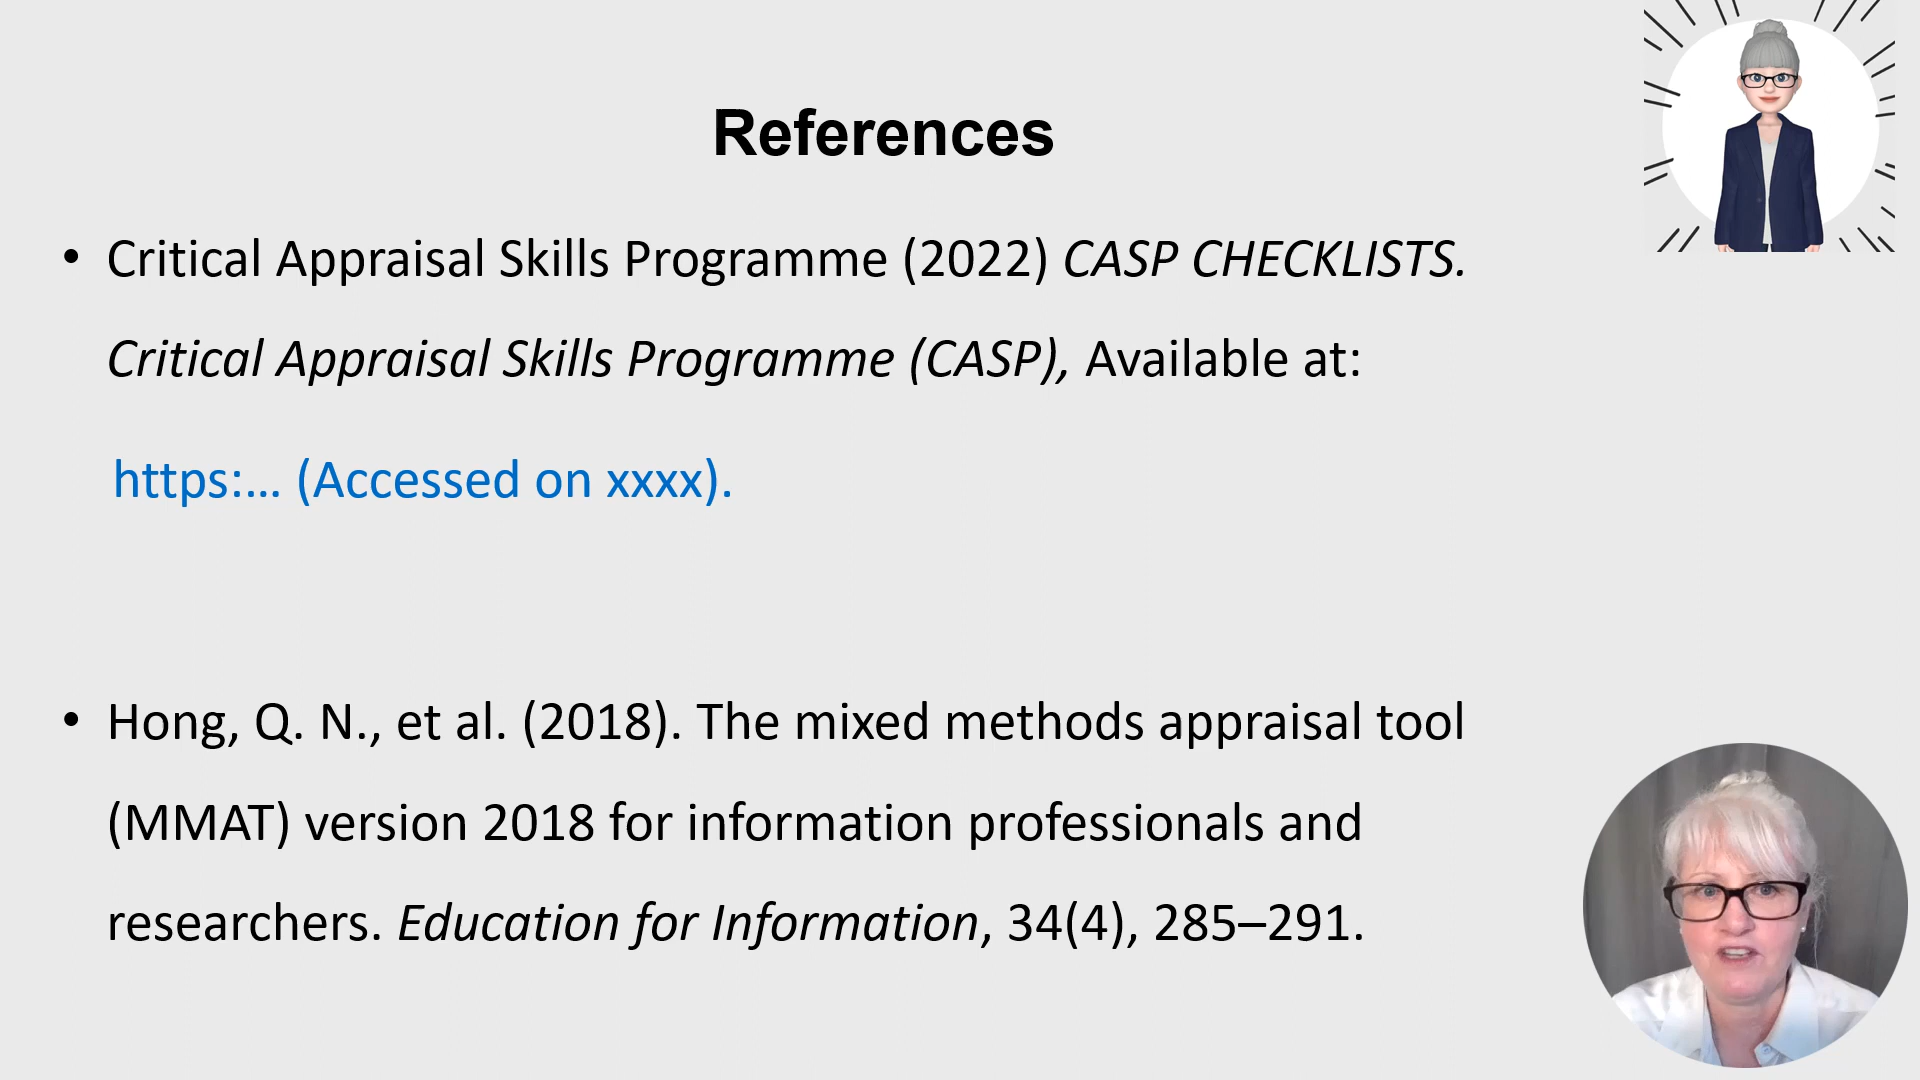 References
• Critical Appraisal Skills Programme (2022) CASP CHECKLISTS.
Critical Appraisal Skills Programme (CASP), Available at:
https:... (Accessed on xxxx).
• Hong, Q. N., et al. (2018). The mixed methods appraisal tool
(MMAT) version 2018 for information professionals and
researchers. Education for Information, 34(4), 285–291.